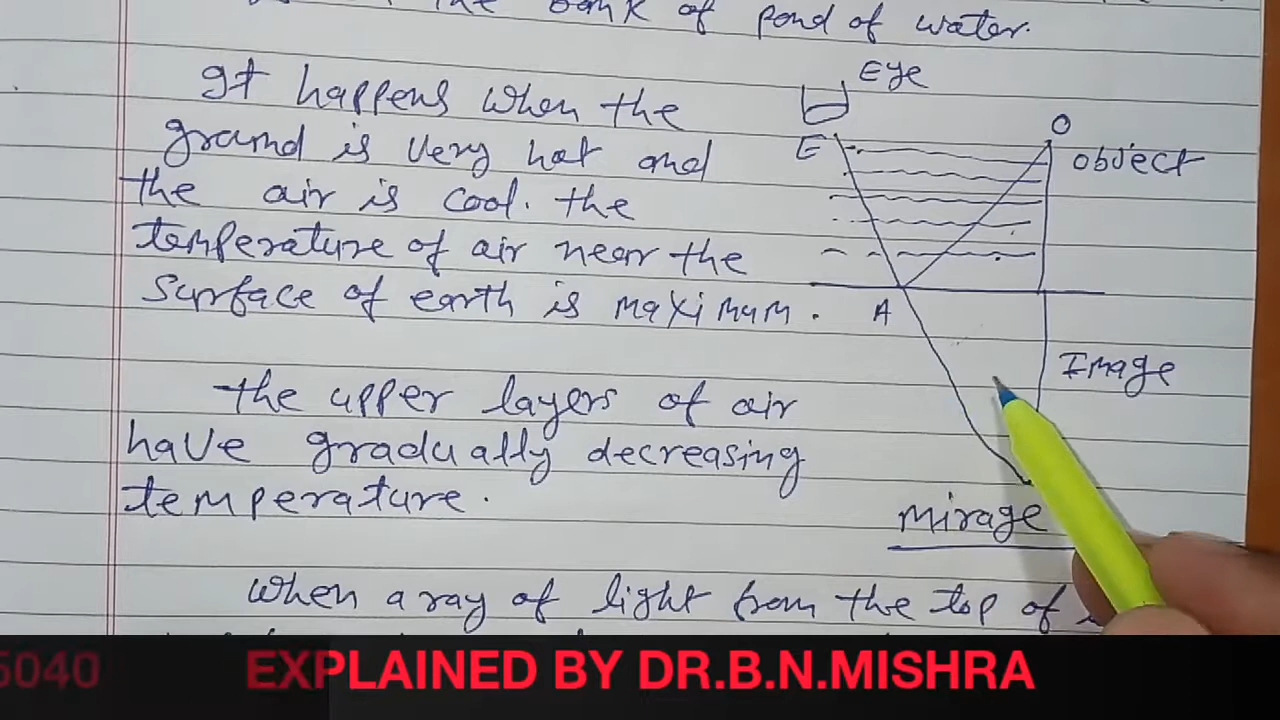 the bank of pond of water.
It happens when the
ground is very hot and
the air is cool. the
temperature of air near the
surface of earth is maximum.
the upper layers of air
have gradually decreasing
temperature.
when a ray of light from the top of
Eye
E
O
object
A
Image
Mirage
5040
EXPLAINED BY DR.B.N.MISHRA